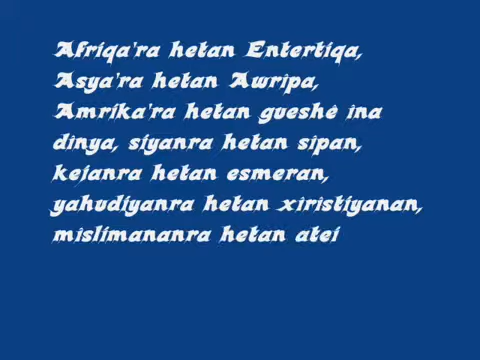 Afriqa'ra hetan Entertiqa,
Asya'ra hetan Awripa,
Amrika'ra hetan gueshê ina
dinya, siyanra hetan sipan,
kejanra hetan esmeran,
yahudiyanra hetan xiristiyanan,
mislimananra hetan atei